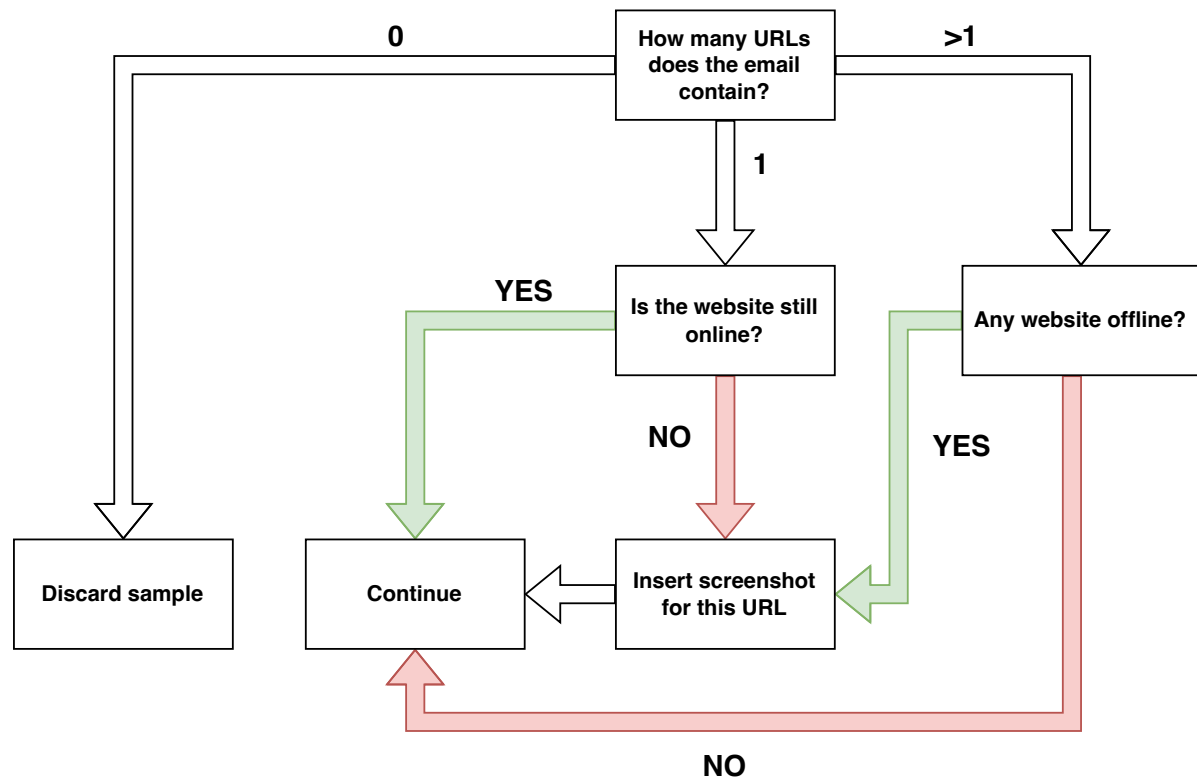 0
How many URLs
does the email
contain?
>1
1
YES
Is the website still
online?
Any website offline?
NO
YES
Discard sample
Continue
Insert screenshot
for this URL
NO